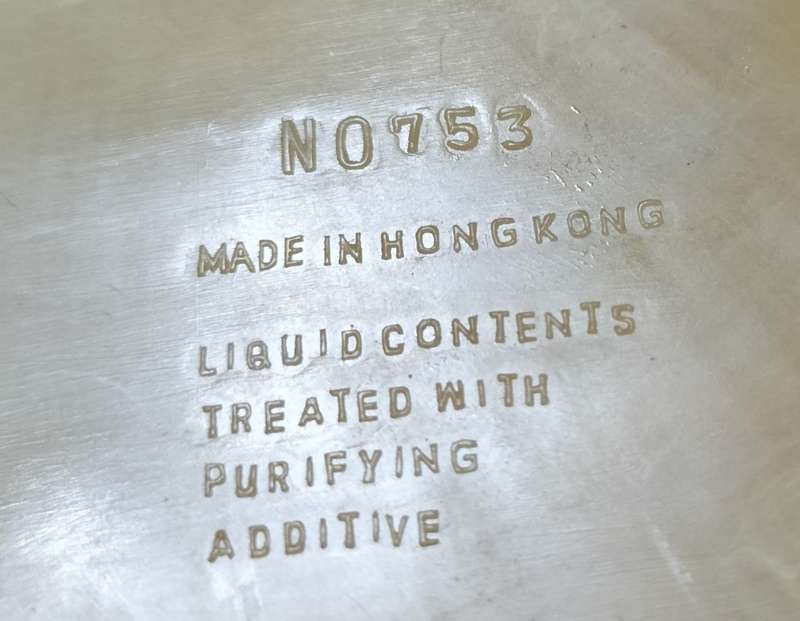 NO753
MADE IN HONG KONG
LIQUID CONTENTS
TREATED WITH
PURIFYING
ADDITIVE